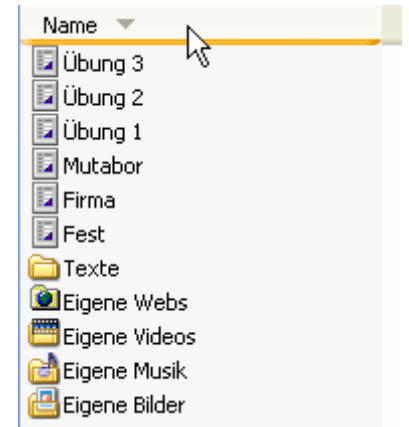 Name
Übung 3
Übung 2
Übung 1
Mutabor
Firma
Fest
Texte
Eigene Webs
Eigene Videos
Eigene Musik
Eigene Bilder